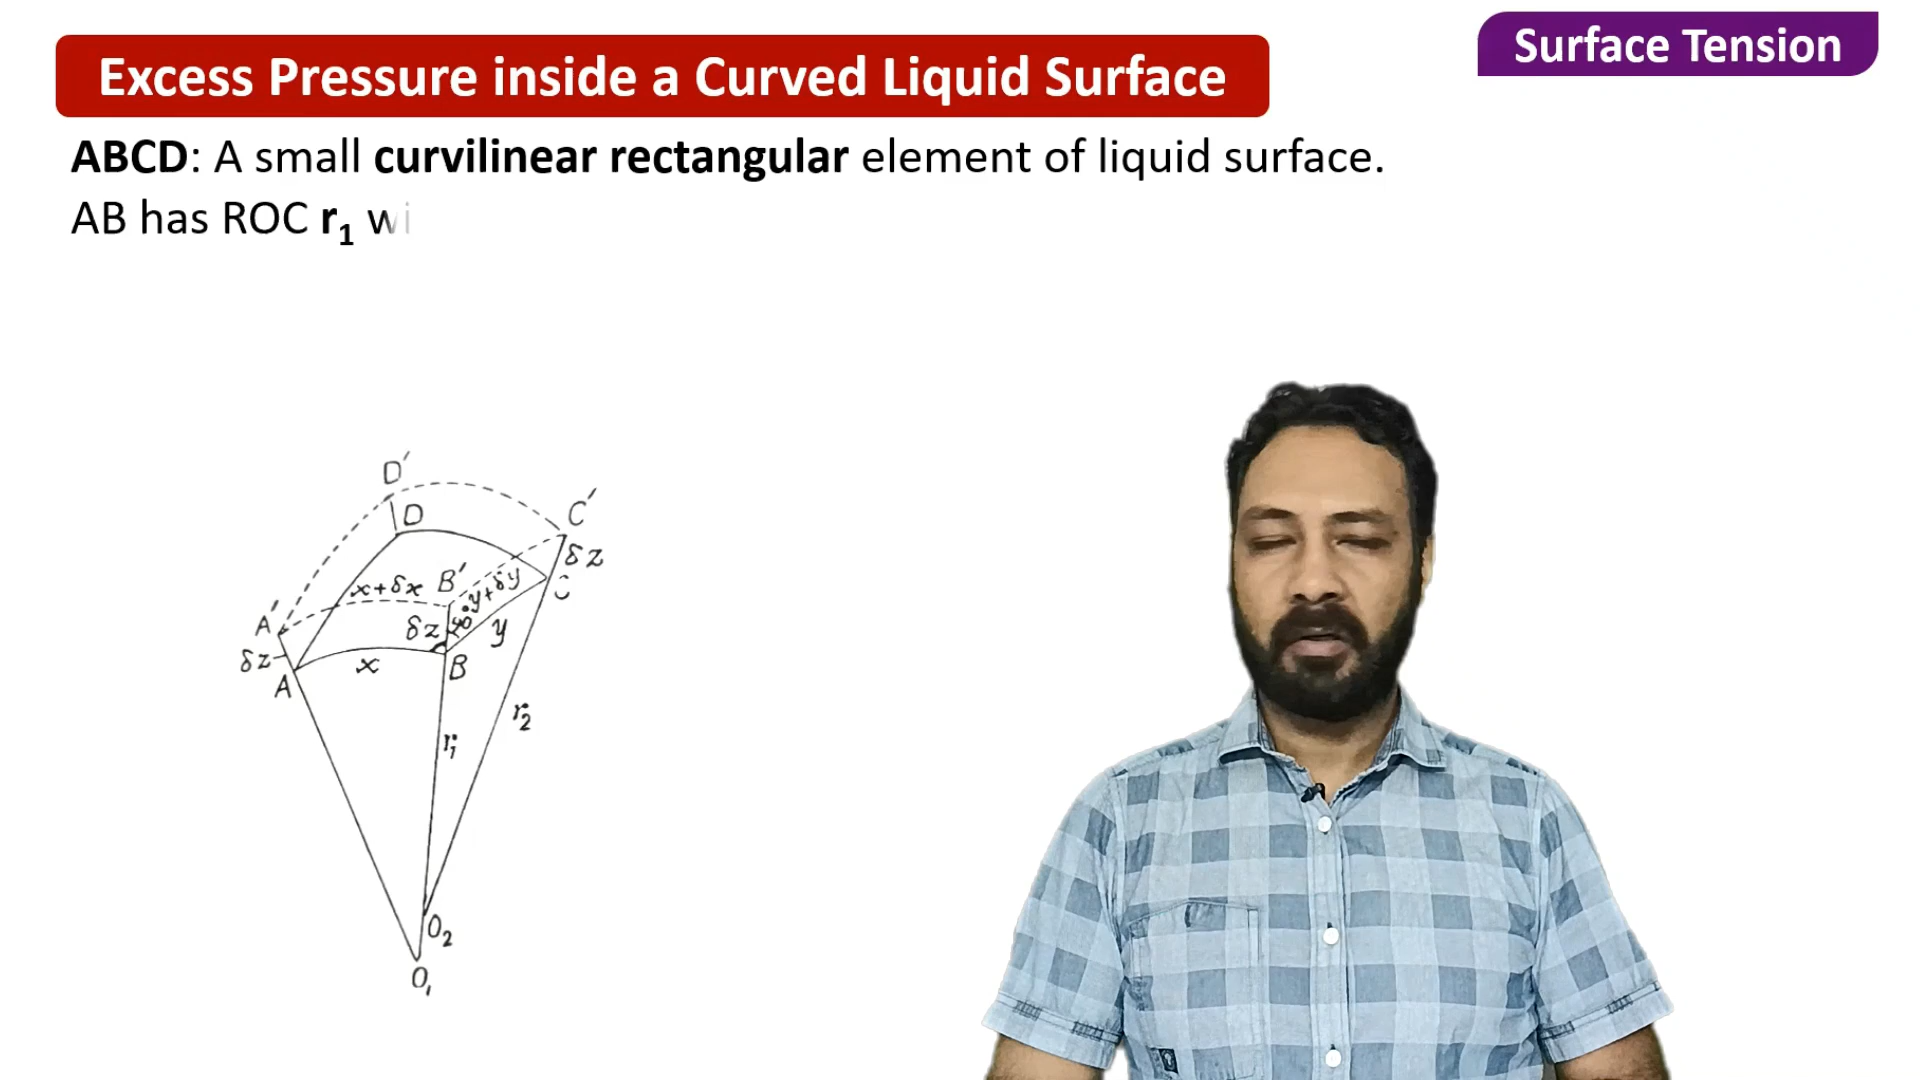 Surface Tension
Excess Pressure inside a Curved Liquid Surface
ABCD: A small curvilinear rectangular element of liquid surface.
AB has ROC r₁ wi
D′
D
C′
δz
C
x+δx
B′
y+δy
90°
A′
δz
y
δz
x
B
A
r₂
r₁
O₂
O₁